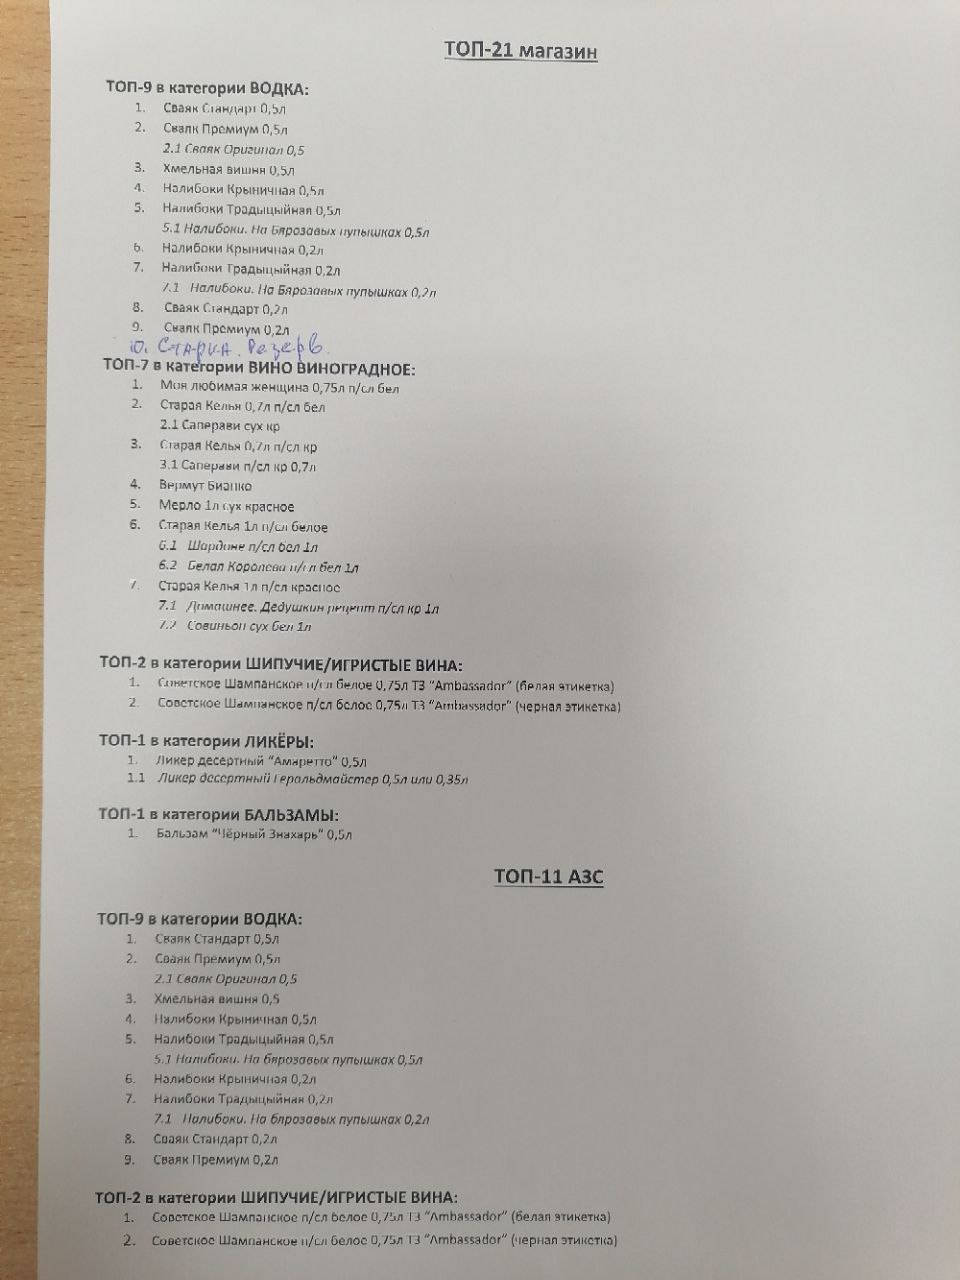 ТОП-21 магазин
ТОП-9 в категории ВОДКА:
1. Сваяк Стандарт 0,5л
2. Сваяк Премиум 0,5л
2.1 Сваяк Оригинал 0,5
3. Хмельная вишня 0,5л
4. Налибоки Крыничная 0,5л
5. Налибоки Традыцыйная 0,5л
5.1 Налибоки. На Бярозавых пупышках 0,5л
6. Налибоки Крыничная 0,2л
7. Налибоки Традыцыйная 0,2л
7.1 Налибоки. На Бярозавых пупышках 0,2л
8. Сваяк Стандарт 0,2л
9. Сваяк Премиум 0,2л
10. Старка Резерв.
ТОП-7 в категории ВИНО ВИНОГРАДНОЕ:
1. Моя любимая женщина 0,75л п/сл бел
2. Старая Келья 0,7л п/сл бел
2.1 Саперави сух кр
3. Старая Келья 0,7л п/сл кр
3.1 Саперави п/сл кр 0,7л
4. Вермут Бианко
5. Мерло 1л сух красное
6. Старая Келья 1л п/сл белое
6.1 Шардоне п/сл бел 1л
6.2 Белая Королева п/сл бел 1л
7. Старая Келья 1л п/сл красное
7.1 Домашнее. Дедушкин рецепт п/сл кр 1л
7.2 Совиньон сух бел 1л
ТОП-2 в категории ШИПУЧИЕ/ИГРИСТЫЕ ВИНА:
1. Советское Шампанское п/сл белое 0,75л ТЗ “Ambassador” (белая этикетка)
2. Советское Шампанское п/сл белое 0,75л ТЗ “Ambassador” (черная этикетка)
ТОП-1 в категории ЛИКЁРЫ:
1. Ликер десертный “Амаретто” 0,5л
1.1 Ликер десертный Геральдмайстер 0,5л или 0,35л
ТОП-1 в категории БАЛЬЗАМЫ:
1. Бальзам “Чёрный Знахарь” 0,5л
ТОП-11 АЗС
ТОП-9 в категории ВОДКА:
1. Сваяк Стандарт 0,5л
2. Сваяк Премиум 0,5л
2.1 Сваяк Оригинал 0,5
3. Хмельная вишня 0,5
4. Налибоки Крыничная 0,5л
5. Налибоки Традыцыйная 0,5л
5.1 Налибоки. На бярозавых пупышках 0,5л
6. Налибоки Крыничная 0,2л
7. Налибоки Традыцыйная 0,2л
7.1 Налибоки. На бярозавых пупышках 0,2л
8. Сваяк Стандарт 0,2л
9. Сваяк Премиум 0,2л
ТОП-2 в категории ШИПУЧИЕ/ИГРИСТЫЕ ВИНА:
1. Советское Шампанское п/сл белое 0,75л ТЗ “Ambassador” (белая этикетка)
2. Советское Шампанское п/сл белое 0,75л ТЗ “Ambassador” (черная этикетка)